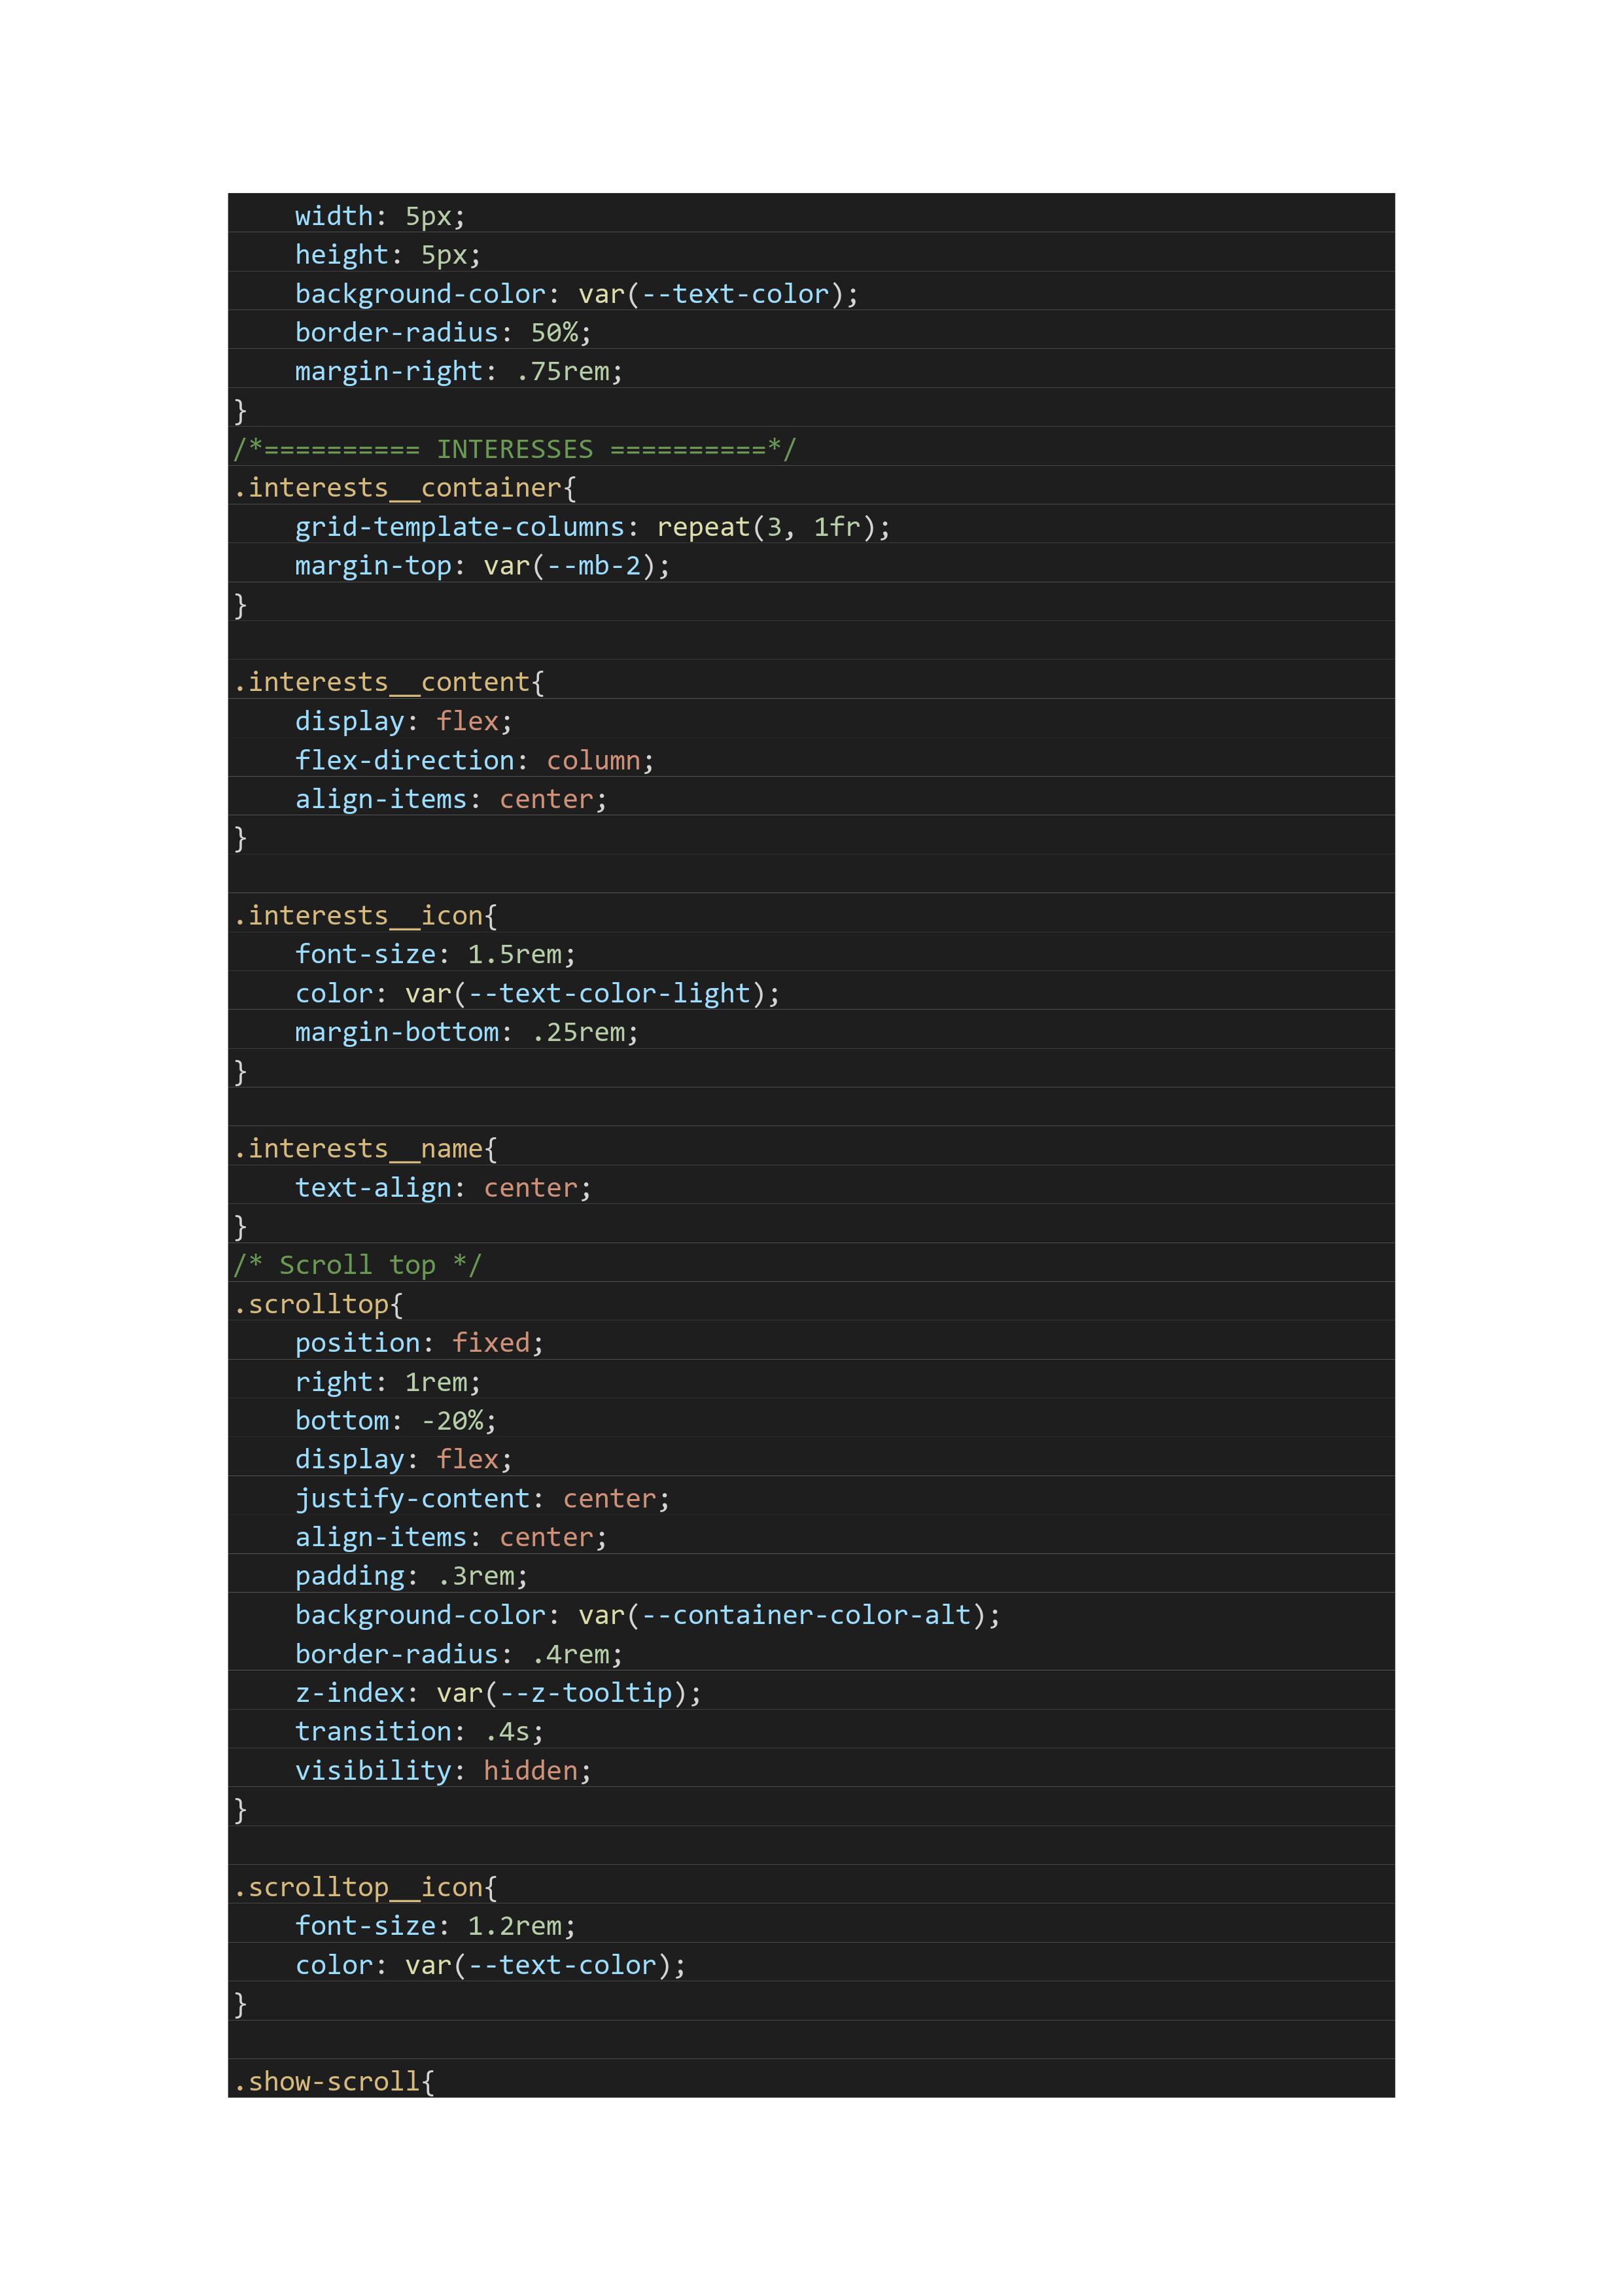 width: 5px;
    height: 5px;
    background-color: var(--text-color);
    border-radius: 50%;
    margin-right: .75rem;
}
/*========== INTERESSES ==========*/
.interests__container{
    grid-template-columns: repeat(3, 1fr);
    margin-top: var(--mb-2);
}

.interests__content{
    display: flex;
    flex-direction: column;
    align-items: center;
}

.interests__icon{
    font-size: 1.5rem;
    color: var(--text-color-light);
    margin-bottom: .25rem;
}

.interests__name{
    text-align: center;
}
/* Scroll top */
.scrolltop{
    position: fixed;
    right: 1rem;
    bottom: -20%;
    display: flex;
    justify-content: center;
    align-items: center;
    padding: .3rem;
    background-color: var(--container-color-alt);
    border-radius: .4rem;
    z-index: var(--z-tooltip);
    transition: .4s;
    visibility: hidden;
}

.scrolltop__icon{
    font-size: 1.2rem;
    color: var(--text-color);
}

.show-scroll{